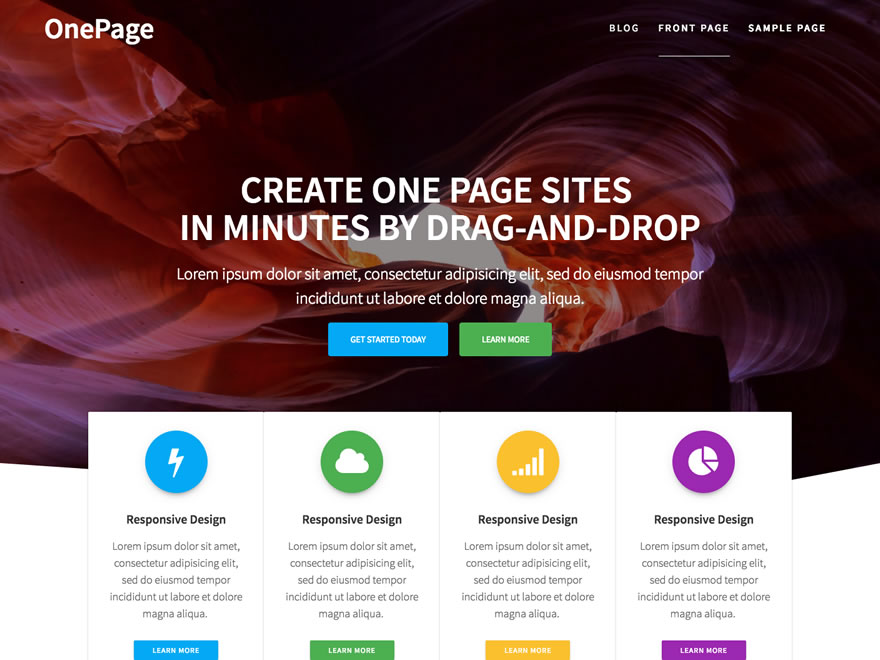 OnePage
BLOG FRONT PAGE SAMPLE PAGE
CREATE ONE PAGE SITES
IN MINUTES BY DRAG-AND-DROP
Lorem ipsum dolor sit amet, consectetur adipisicing elit, sed do eiusmod tempor
incididunt ut labore et dolore magna aliqua.
GET STARTED TODAY
LEARN MORE
Responsive Design
Lorem ipsum dolor sit amet,
consectetur adipisicing elit,
sed do eiusmod tempor
incididunt ut labore et dolore
magna aliqua.
LEARN MORE
Responsive Design
Lorem ipsum dolor sit amet,
consectetur adipisicing elit,
sed do eiusmod tempor
incididunt ut labore et dolore
magna aliqua.
LEARN MORE
Responsive Design
Lorem ipsum dolor sit amet,
consectetur adipisicing elit,
sed do eiusmod tempor
incididunt ut labore et dolore
magna aliqua.
LEARN MORE
Responsive Design
Lorem ipsum dolor sit amet,
consectetur adipisicing elit,
sed do eiusmod tempor
incididunt ut labore et dolore
magna aliqua.
LEARN MORE